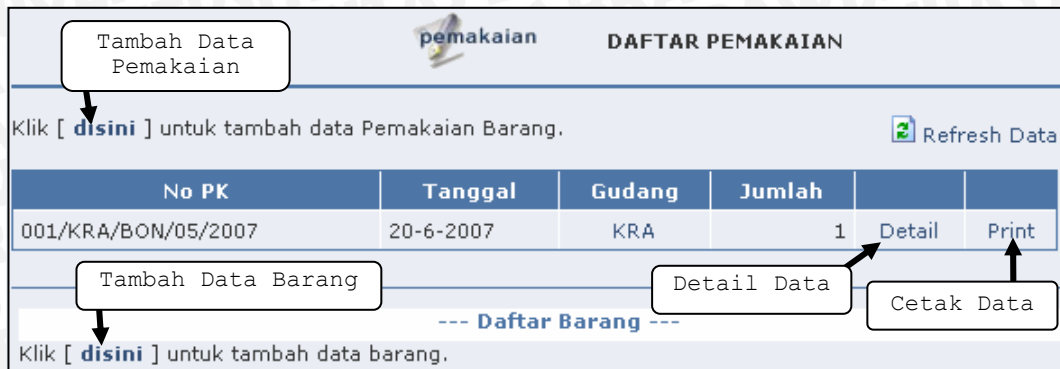 Tambah Data
Pemakaian
pemakaian
DAFTAR PEMAKAIAN
Klik [ disini ] untuk tambah data Pemakaian Barang.
Refresh Data
No PK Tanggal Gudang Jumlah
001/KRA/BON/05/2007 20-6-2007 KRA 1 Detail Print
Tambah Data Barang
Detail Data
Cetak Data
--- Daftar Barang ---
Klik [ disini ] untuk tambah data barang.